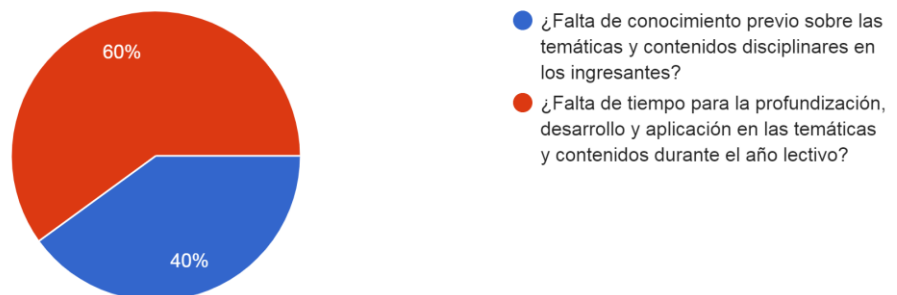 60%
40%
¿Falta de conocimiento previo sobre las
temáticas y contenidos disciplinares en
los ingresantes?
¿Falta de tiempo para la profundización,
desarrollo y aplicación en las temáticas
y contenidos durante el año lectivo?